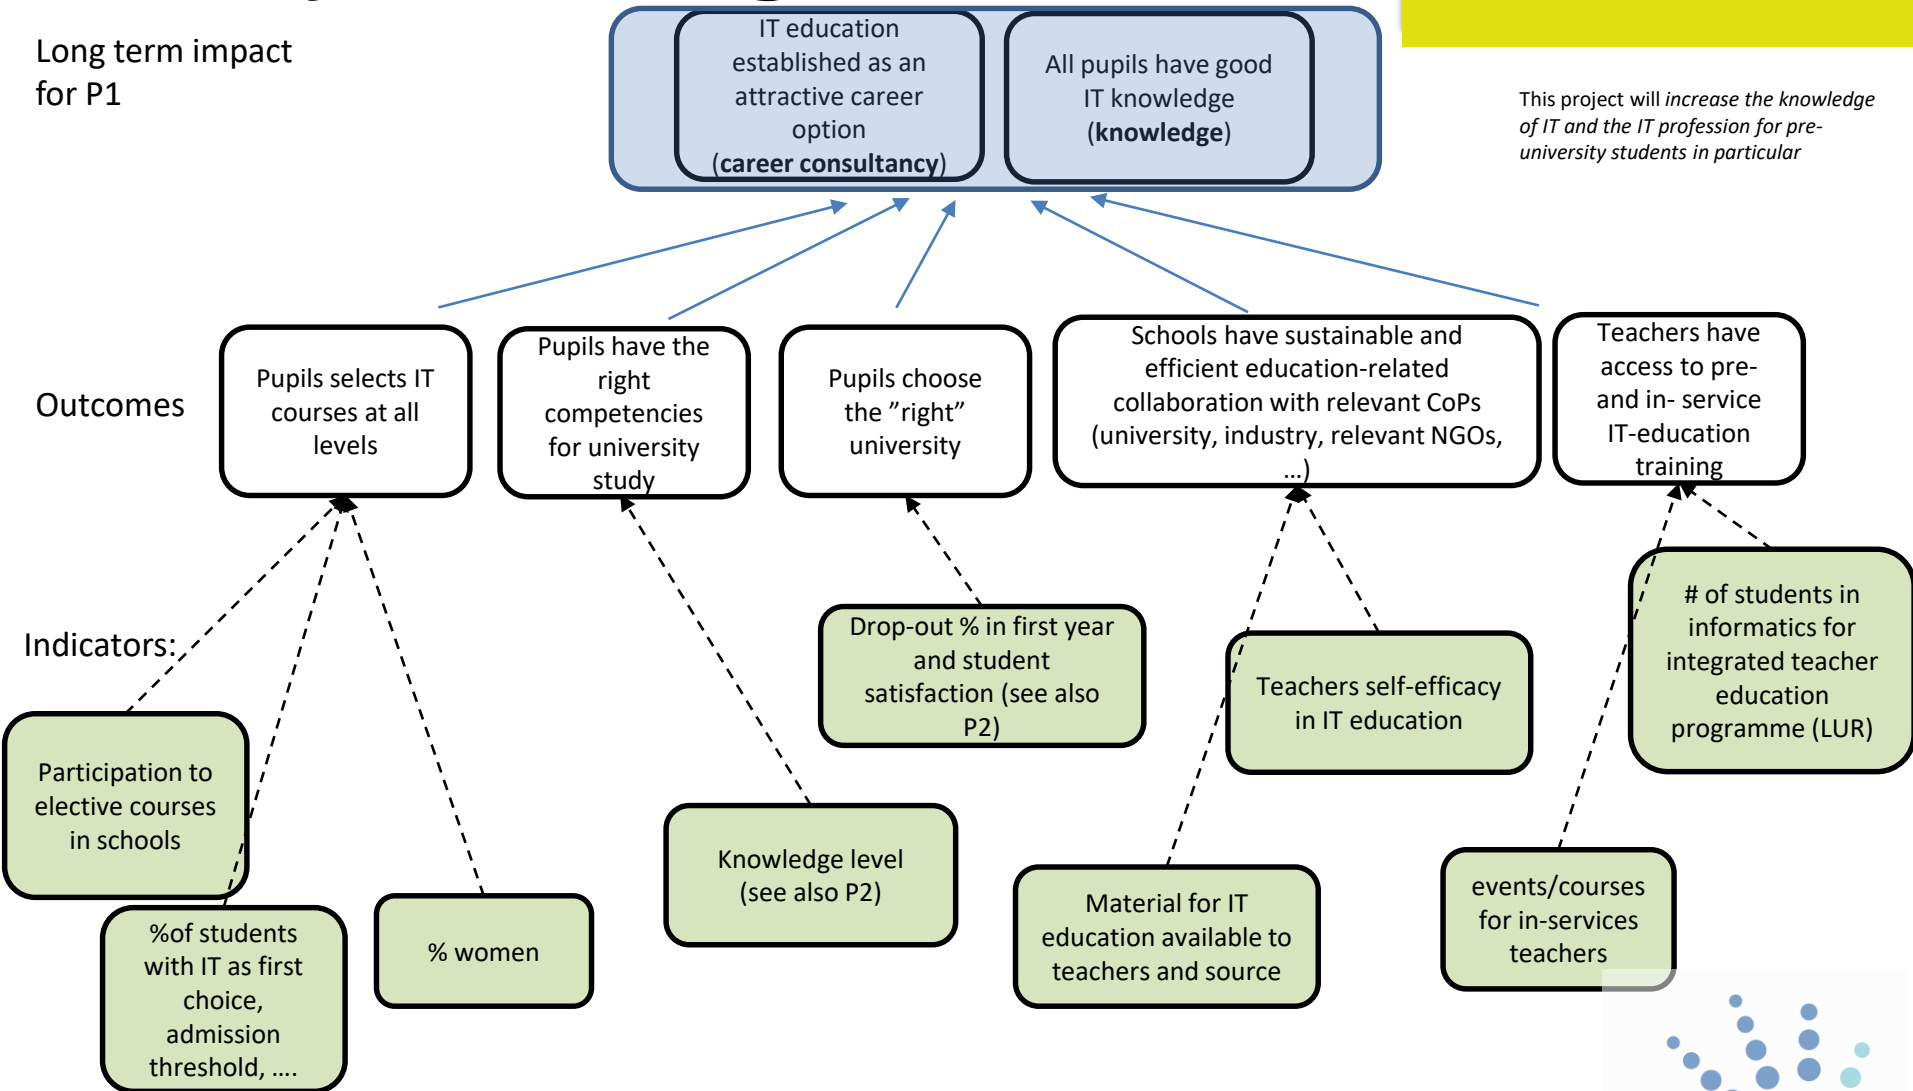 Long term impact
for P1
IT education
established as an
attractive career
option
(career consultancy)
All pupils have good
IT knowledge
(knowledge)
This project will increase the knowledge
of IT and the IT profession for pre-
university students in particular
Outcomes
Pupils selects IT
courses at all
levels
Pupils have the
right
competencies
for university
study
Pupils choose
the ”right”
university
Schools have sustainable and
efficient education-related
collaboration with relevant CoPs
(university, industry, relevant NGOs,
…)
Teachers have
access to pre-
and in- service
IT-education
training
Indicators:
Participation to
elective courses
in schools
%of students
with IT as first
choice,
admission
threshold, ….
% women
Knowledge level
(see also P2)
Drop-out % in first year
and student
satisfaction (see also
P2)
Material for IT
education available to
teachers and source
Teachers self-efficacy
in IT education
events/courses
for in-services
teachers
# of students in
informatics for
integrated teacher
education
programme (LUR)